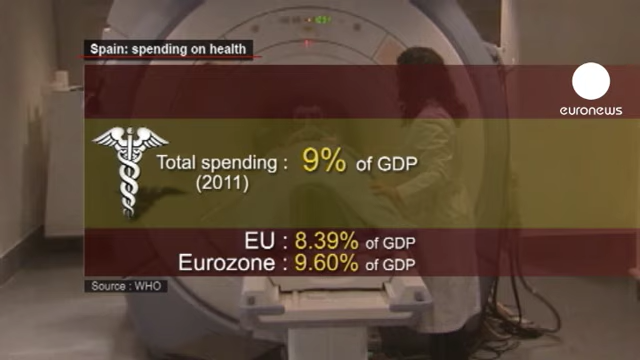 Spain: spending on health
euronews
Total spending : 9% of GDP
(2011)
EU : 8.39% of GDP
Eurozone : 9.60% of GDP
Source : WHO